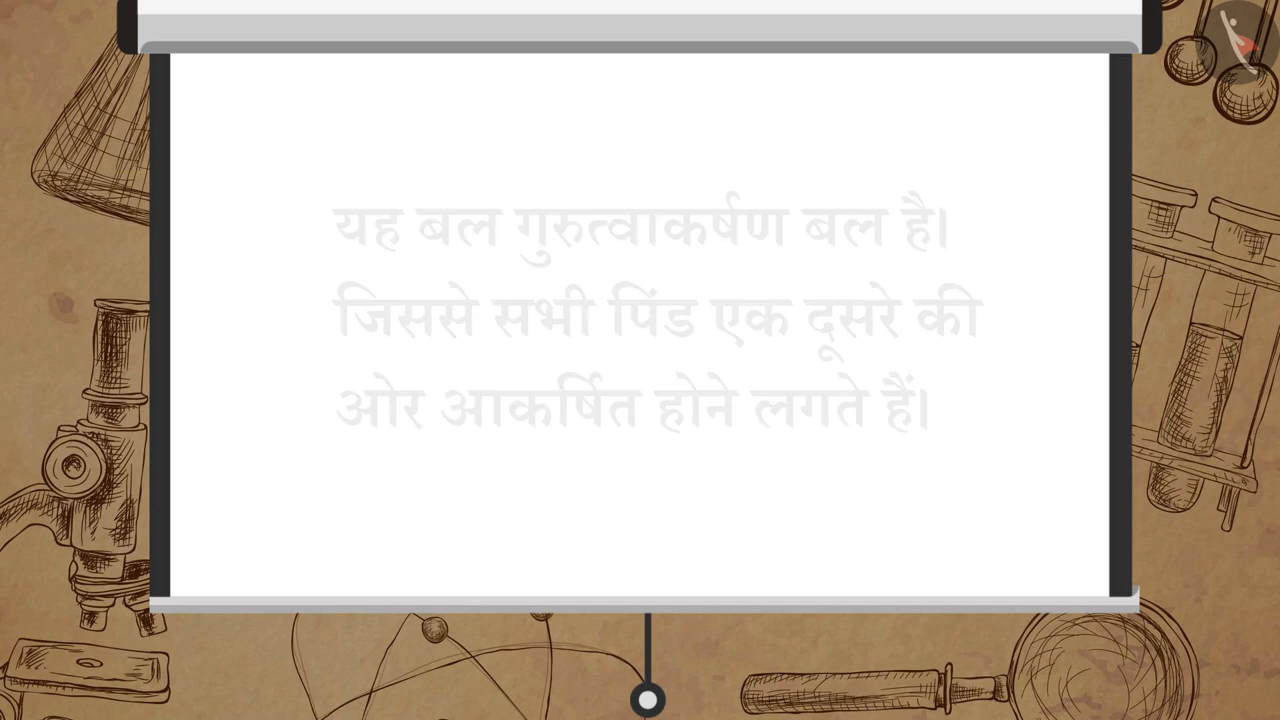 यह बल गुरुत्वाकर्षण बल है।
जिससे सभी पिंड एक दूसरे की
ओर आकर्षित होने लगते हैं।